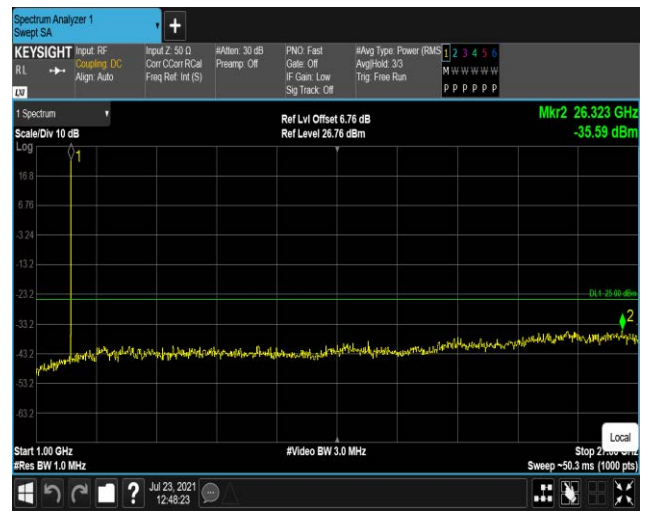 Spectrum Analyzer 1
Swept SA
+
KEYSIGHT
RL
LXI
Input: RF
Coupling: DC
Align: Auto
Input Z: 50 Ω
Corr CCorr RCal
Freq Ref: Int (S)
#Atten: 30 dB
Preamp: Off
PNO: Fast
Gate: Off
IF Gain: Low
Sig Track: Off
#Avg Type: Power (RMS
Avg|Hold: 3/3
Trig: Free Run
1 2 3 4 5 6
M W W W W W
P P P P P P
1 Spectrum
Scale/Div 10 dB
Log
Ref Lvl Offset 6.76 dB
Ref Level 26.76 dBm
Mkr2 26.323 GHz
-35.59 dBm
1
16.8
6.76
-3.24
-13.2
-23.2
DL1 -25.00 dBm
2
-33.2
-43.2
-53.2
-63.2
Local
Start 1.00 GHz
#Res BW 1.0 MHz
#Video BW 3.0 MHz
Stop 27.00 GHz
Sweep ~50.3 ms (1000 pts)
?
Jul 23, 2021
12:48:23